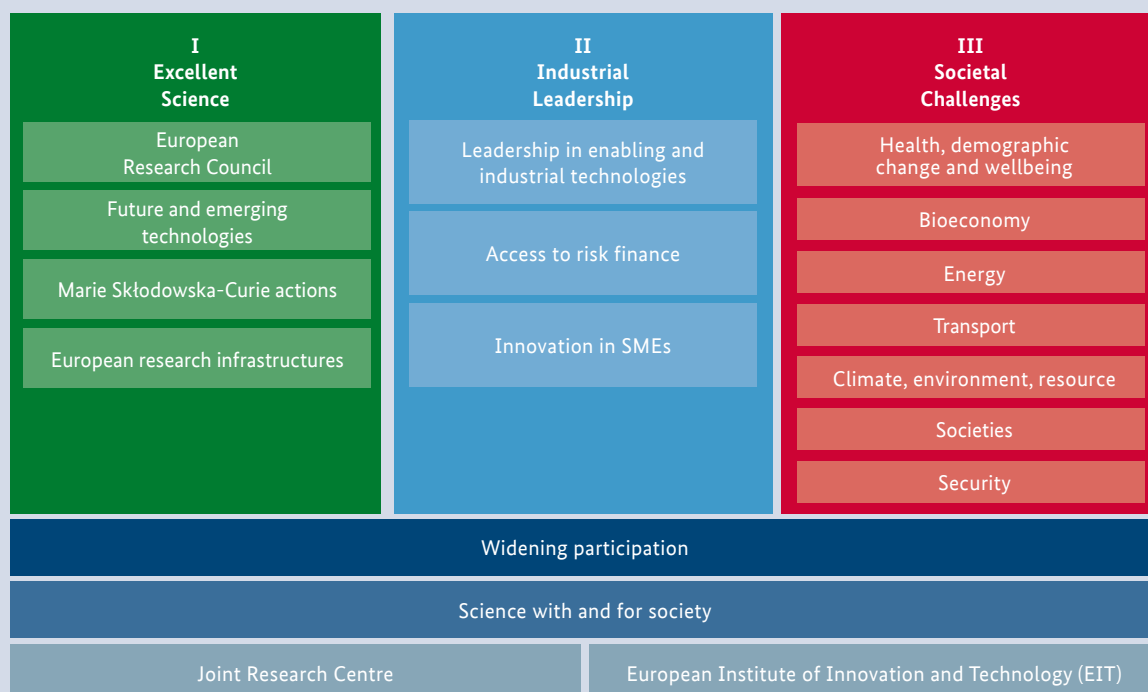 I
Excellent
Science
European
Research Council
Future and emerging
technologies
Marie Skłodowska-Curie actions
European research infrastructures
II
Industrial
Leadership
Leadership in enabling and
industrial technologies
Access to risk finance
Innovation in SMEs
III
Societal
Challenges
Health, demographic
change and wellbeing
Bioeconomy
Energy
Transport
Climate, environment, resource
Societies
Security
Widening participation
Science with and for society
Joint Research Centre
European Institute of Innovation and Technology (EIT)